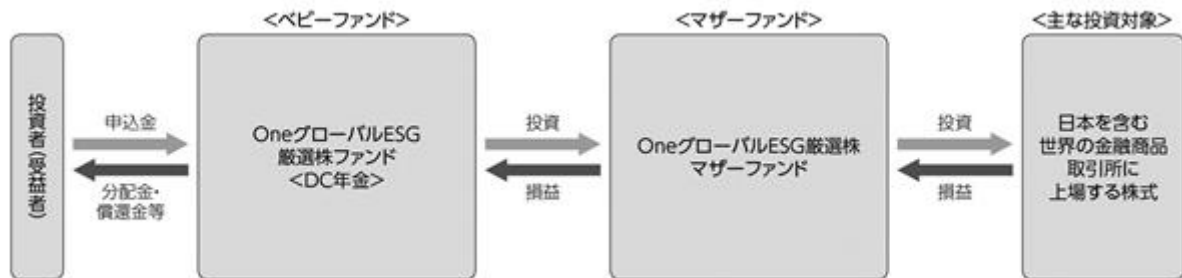 <ベビーファンド>
<マザーファンド>
<主な投資対象>
投資者(受益者)
申込金
分配金・
償還金等
OneグローバルESG
厳選株ファンド
<DC年金>
投資
損益
OneグローバルESG厳選株
マザーファンド
投資
損益
日本を含む
世界の金融商品
取引所に
上場する株式